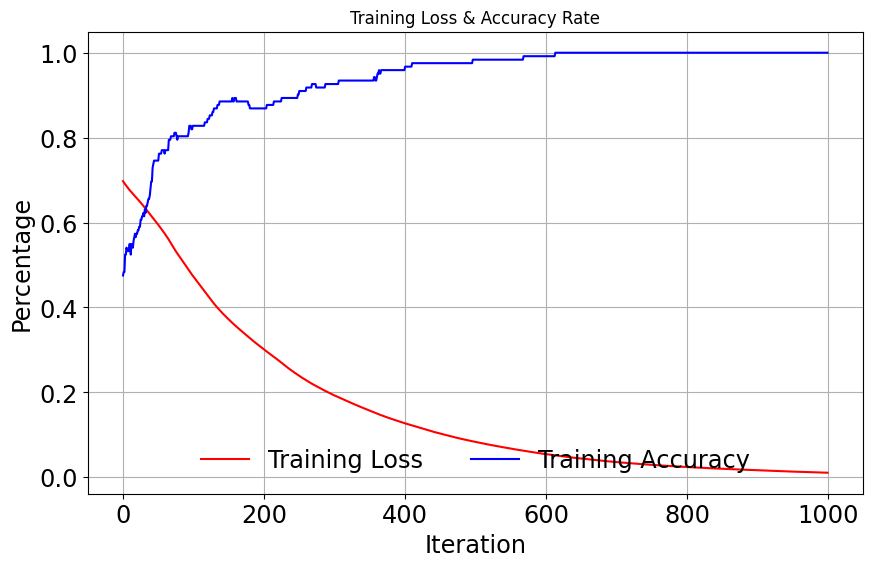 Training Loss & Accuracy Rate
1.0
0.8
0.6
0.4
0.2
0.0
Percentage
Training Loss
Training Accuracy
0 200 400 600 800 1000
Iteration